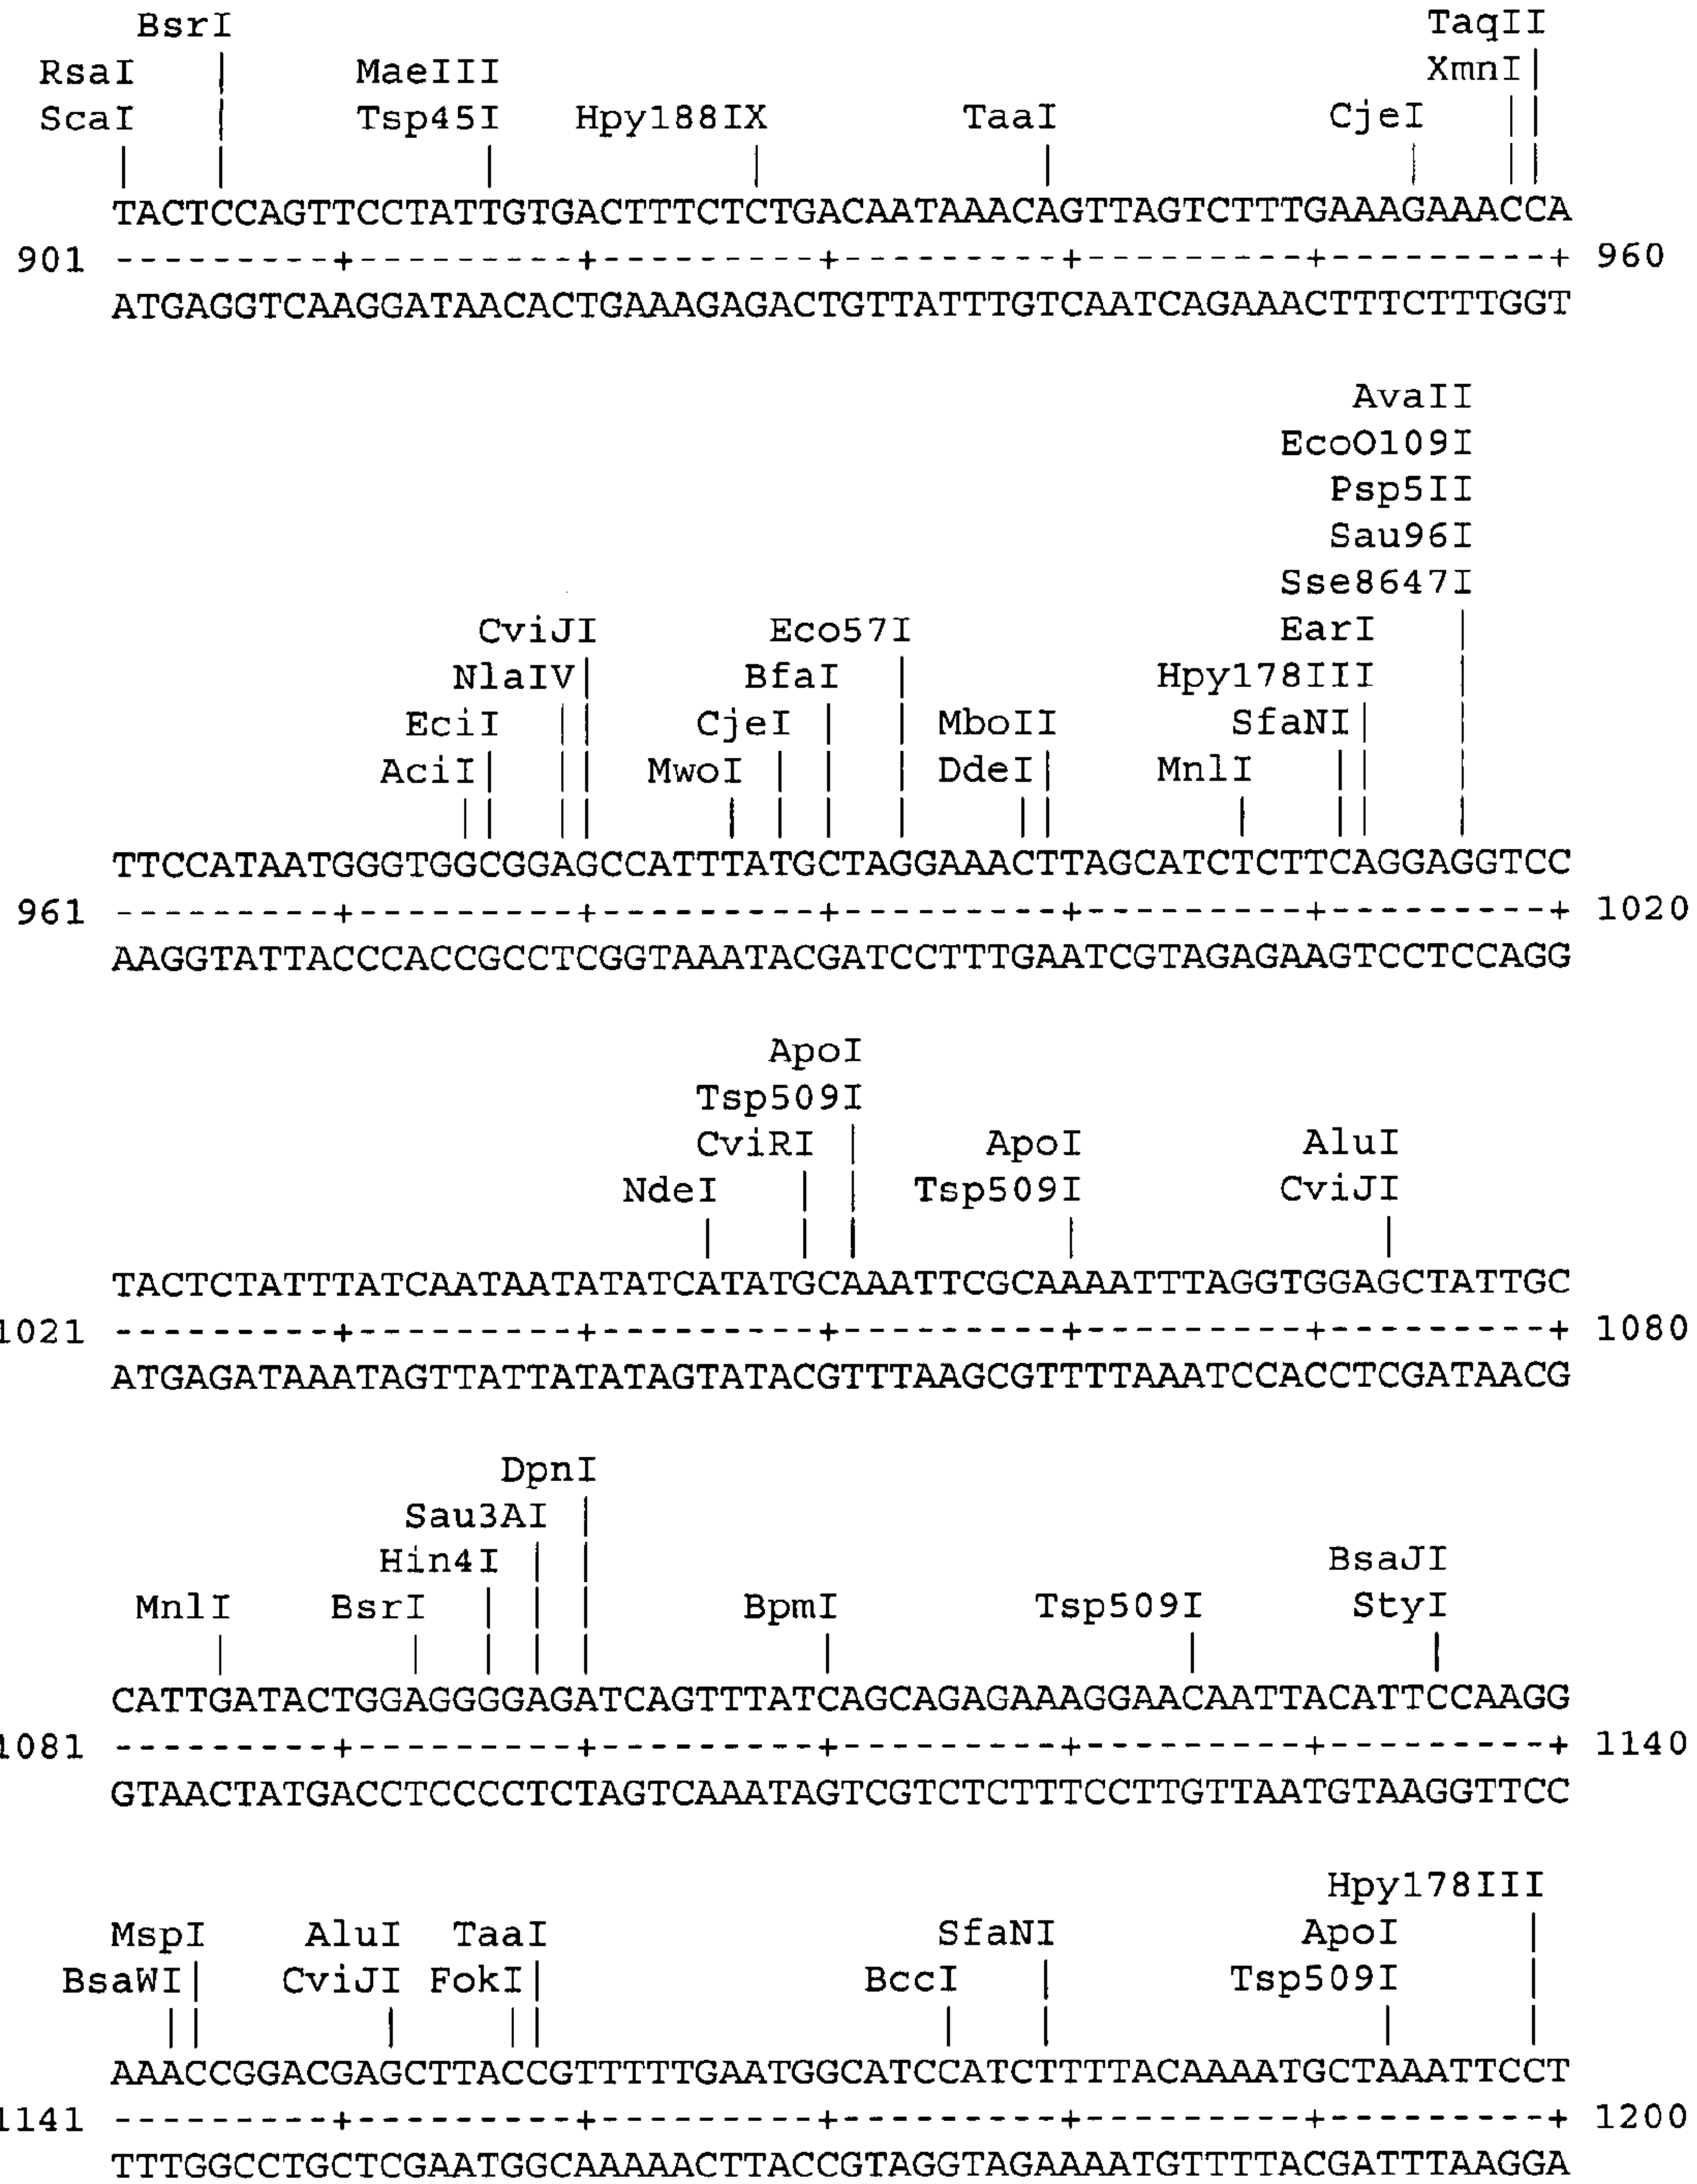 BsrI TaqII
RsaI MaeIII XmnI
ScaI Tsp45I Hpy188IX TaaI CjeI
TACTCCAGTTCCTATTGTGACTTTCTCTGACAATAAACAGTTAGTCTTTGAAAGAAACCA
901 ---------+---------+---------+---------+---------+---------+ 960
ATGAGGTCAAGGATAACACTGAAAGAGACTGTTATTTGTCAATCAGAAACTTTCTTTGGT
AvaII
EcoO109I
Psp5II
Sau96I
Sse8647I
CviJI Eco57I EarI
NlaIV BfaI Hpy178III
EciI CjeI MboII SfaNI
AciI MwoI DdeI MnlI
TTCCATAATGGGTGGCGGAGCCATTTATGCTAGGAAACTTAGCATCTCTTCAGGAGGTCC
961 ---------+---------+---------+---------+---------+---------+ 1020
AAGGTATTACCCACCGCCTCGGTAAATACGATCCTTTGAATCGTAGAGAAGTCCTCCAGG
ApoI
Tsp509I
CviRI ApoI AluI
NdeI Tsp509I CviJI
TACTCTATTTATCAATAATATATCATATGCAAATTCGCAAAATTTAGGTGGAGCTATTGC
1021 ---------+---------+---------+---------+---------+---------+ 1080
ATGAGATAAATAGTTATTATATAGTATACGTTTAAGCGTTTTAAATCCACCTCGATAACG
DpnI
Sau3AI
Hin4I BsaJI
MnlI BsrI BpmI Tsp509I StyI
CATTGATACTGGAGGGGAGATCAGTTTATCAGCAGAGAAAGGAACAATTACATTCCAAGG
1081 ---------+---------+---------+---------+---------+---------+ 1140
GTAACTATGACCTCCCCTCTAGTCAAATAGTCGTCTCTTTCCTTGTTAATGTAAGGTTCC
Hpy178III
MspI AluI TaaI SfaNI ApoI
BsaWI CviJI FokI BccI Tsp509I
AAACCGGACGAGCTTACCGTTTTTTGAATGGCATCCATCTTTTACAAAATGCTAAATTCCT
1141 ---------+---------+---------+---------+---------+---------+ 1200
TTTGGCCTGCTCGAATGGCAAAAACTTACCGTAGGTAGAAAATGTTTTACGATTTAAGGA